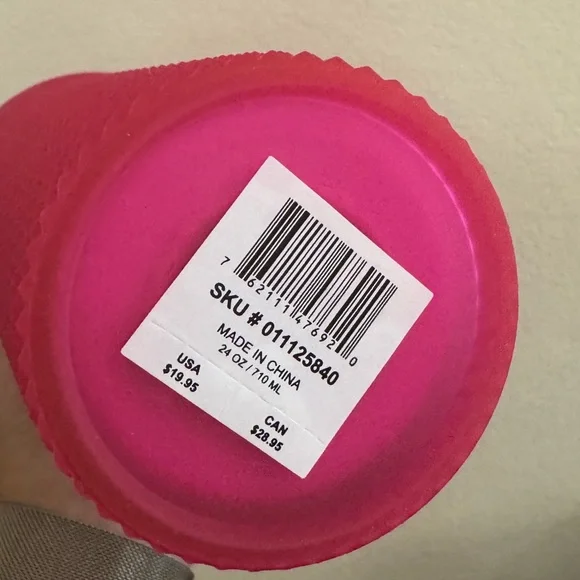 7 62111 47692 0
SKU # 011125840
MADE IN CHINA
24 OZ / 710 ML
USA
$19.95
CAN
$28.95